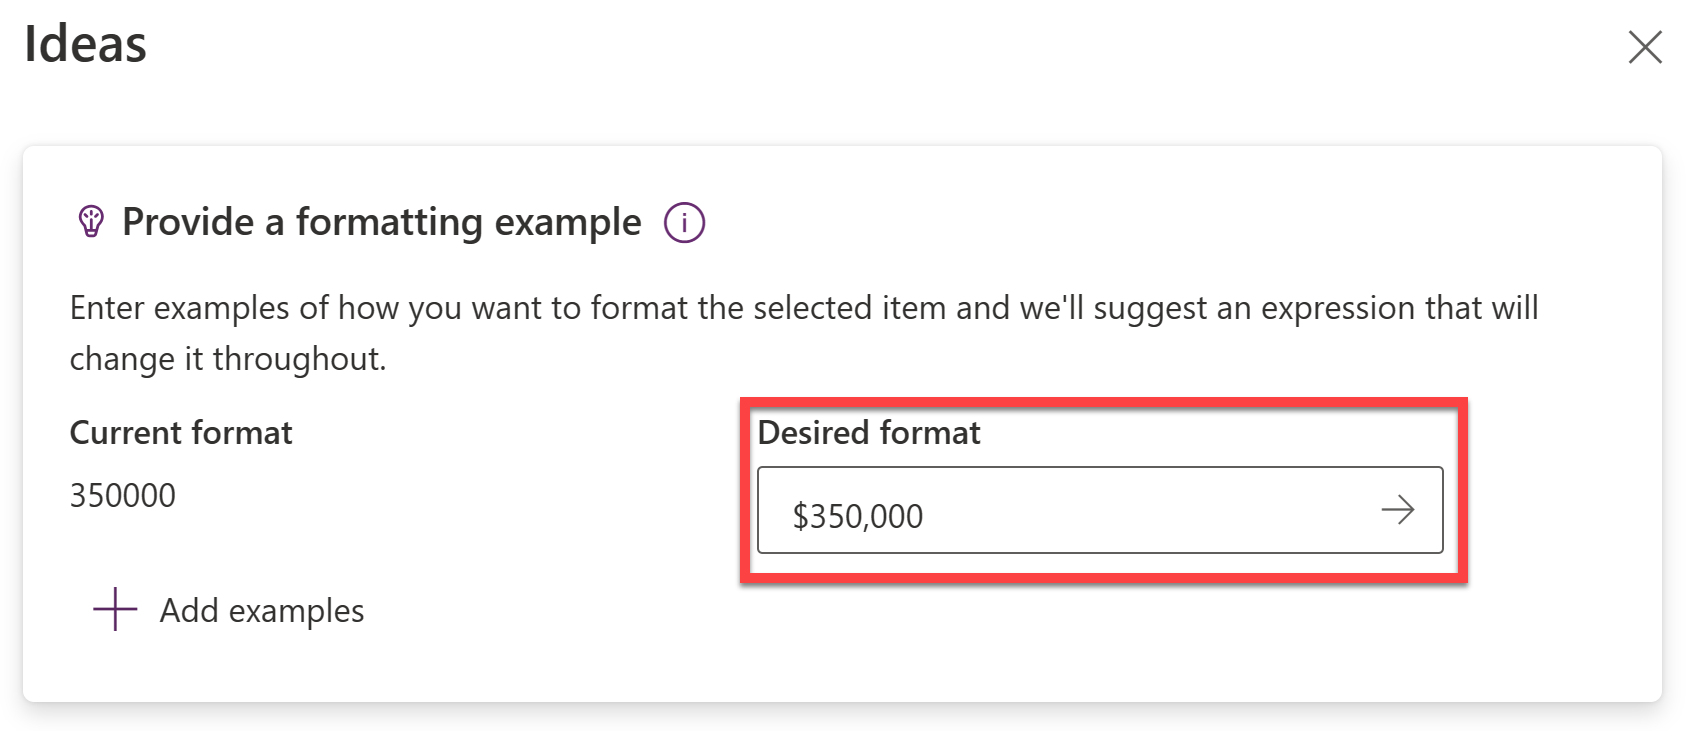 Ideas
Provide a formatting example
Enter examples of how you want to format the selected item and we'll suggest an expression that will
change it throughout.
Current format
350000
Desired format
$350,000
Add examples